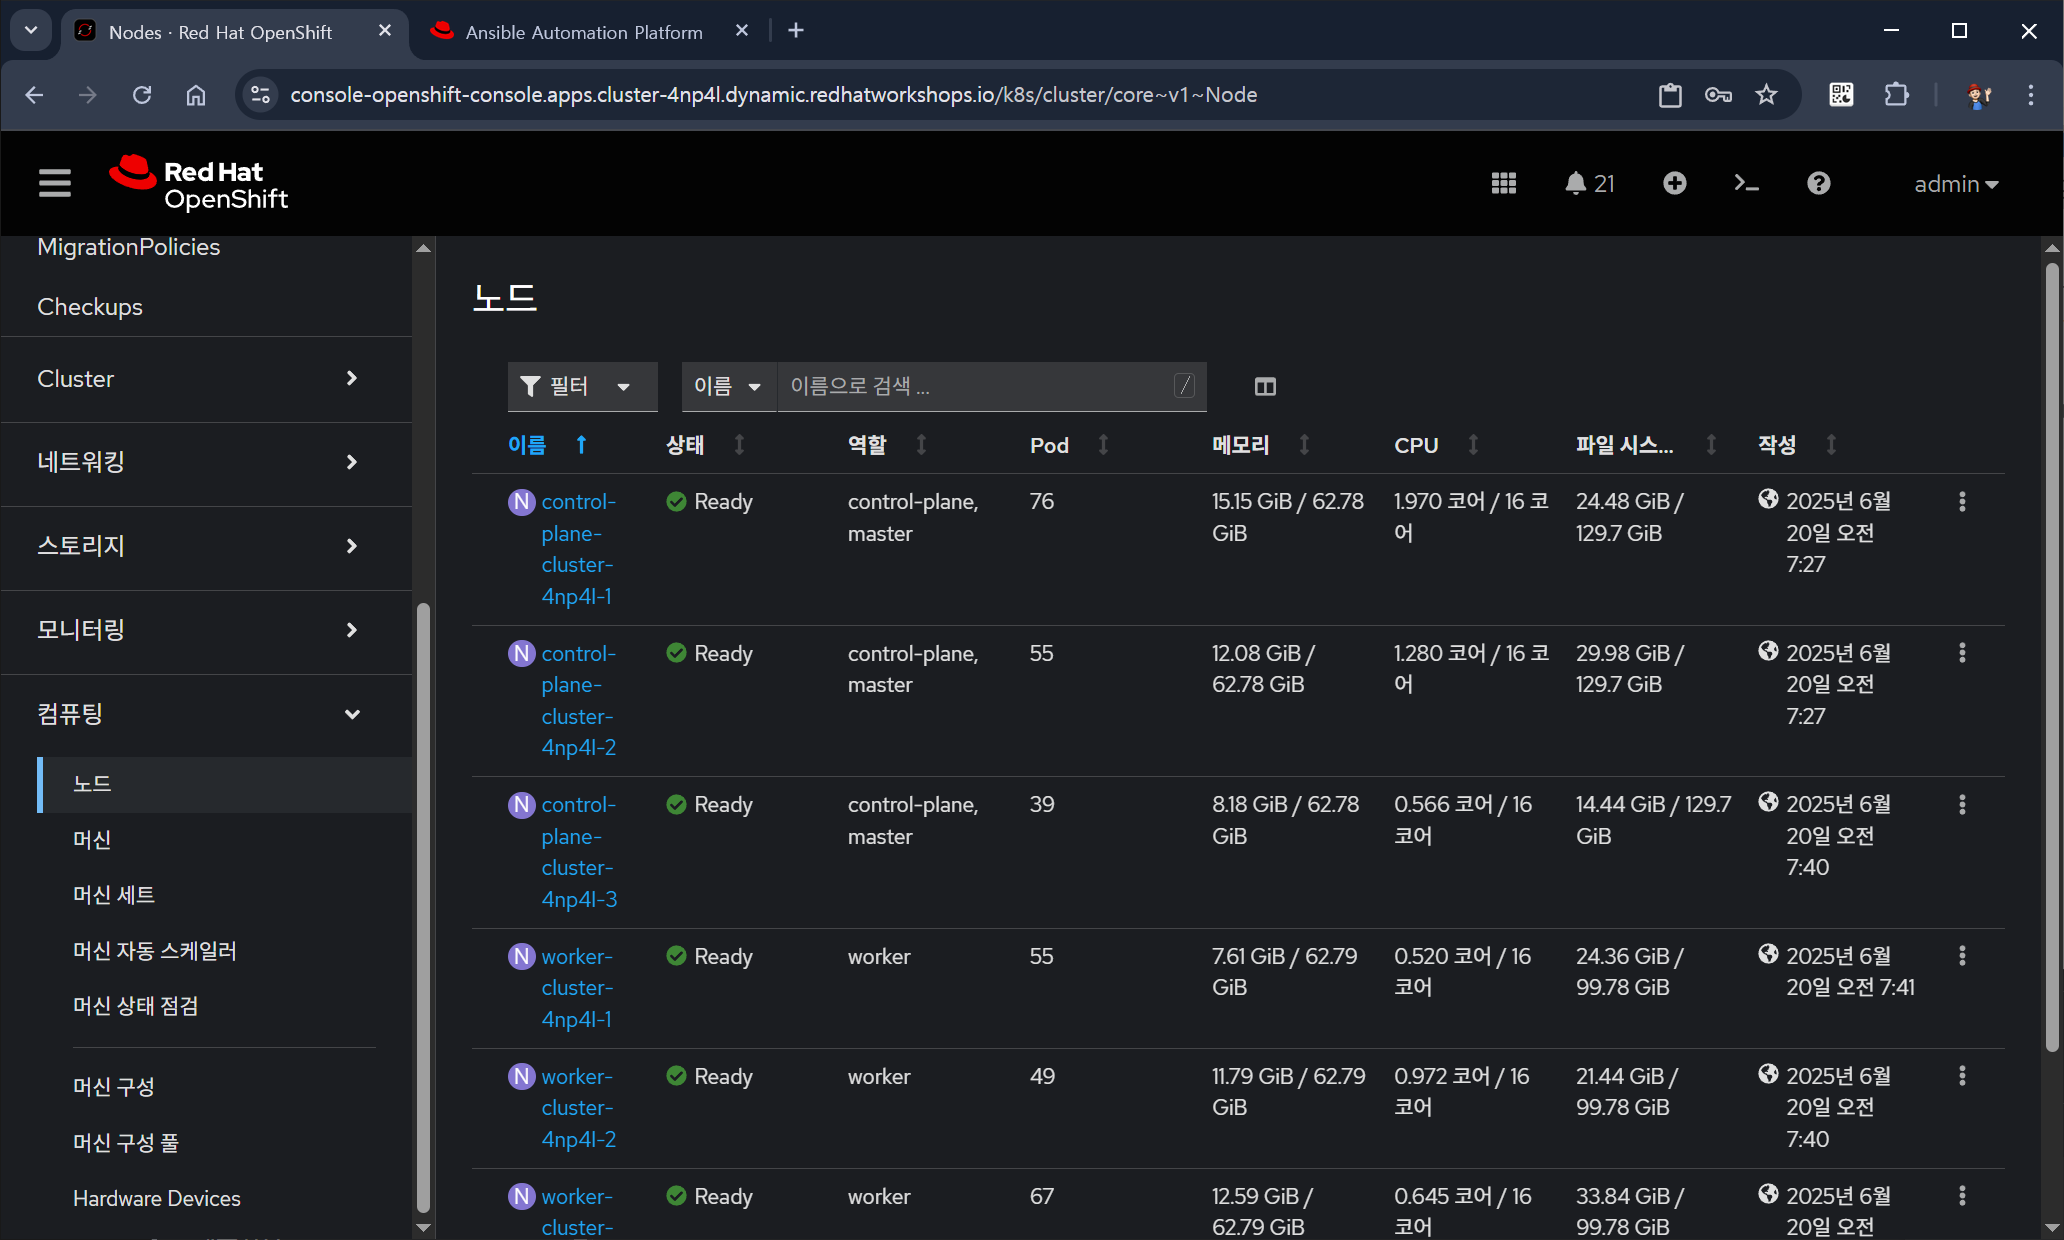 Nodes · Red Hat OpenShift
Ansible Automation Platform
console-openshift-console.apps.cluster-4np4l.dynamic.redhatworkshops.io/k8s/cluster/core~v1~Node
Red Hat
OpenShift
21
admin
MigrationPolicies
Checkups
Cluster
네트워킹
스토리지
모니터링
컴퓨팅
노드
머신
머신 세트
머신 자동 스케일러
머신 상태 점검
머신 구성
머신 구성 풀
Hardware Devices
노드
필터
이름
이름으로 검색 ...
/
이름 상태 역할 Pod 메모리 CPU 파일 시스... 작성
N control- Ready control-plane, 76 15.15 GiB / 62.78 1.970 코어 / 16 코 24.48 GiB / 2025년 6월
plane- master GiB 어 129.7 GiB 20일 오전
cluster- 7:27
4np4l-1
N control- Ready control-plane, 55 12.08 GiB / 1.280 코어 / 16 코 29.98 GiB / 2025년 6월
plane- master 62.78 GiB 어 129.7 GiB 20일 오전
cluster- 7:27
4np4l-2
N control- Ready control-plane, 39 8.18 GiB / 62.78 0.566 코어 / 16 14.44 GiB / 129.7 2025년 6월
plane- master GiB 코어 GiB 20일 오전
cluster- 7:40
4np4l-3
N worker- Ready worker 55 7.61 GiB / 62.79 0.520 코어 / 16 24.36 GiB / 2025년 6월
cluster- GiB 코어 99.78 GiB 20일 오전 7:41
4np4l-1
N worker- Ready worker 49 11.79 GiB / 62.79 0.972 코어 / 16 21.44 GiB / 2025년 6월
cluster- GiB 코어 99.78 GiB 20일 오전
4np4l-2 7:40
N worker- Ready worker 67 12.59 GiB / 0.645 코어 / 16 33.84 GiB / 2025년 6월
cluster- 62.79 GiB 코어 99.78 GiB 20일 오전